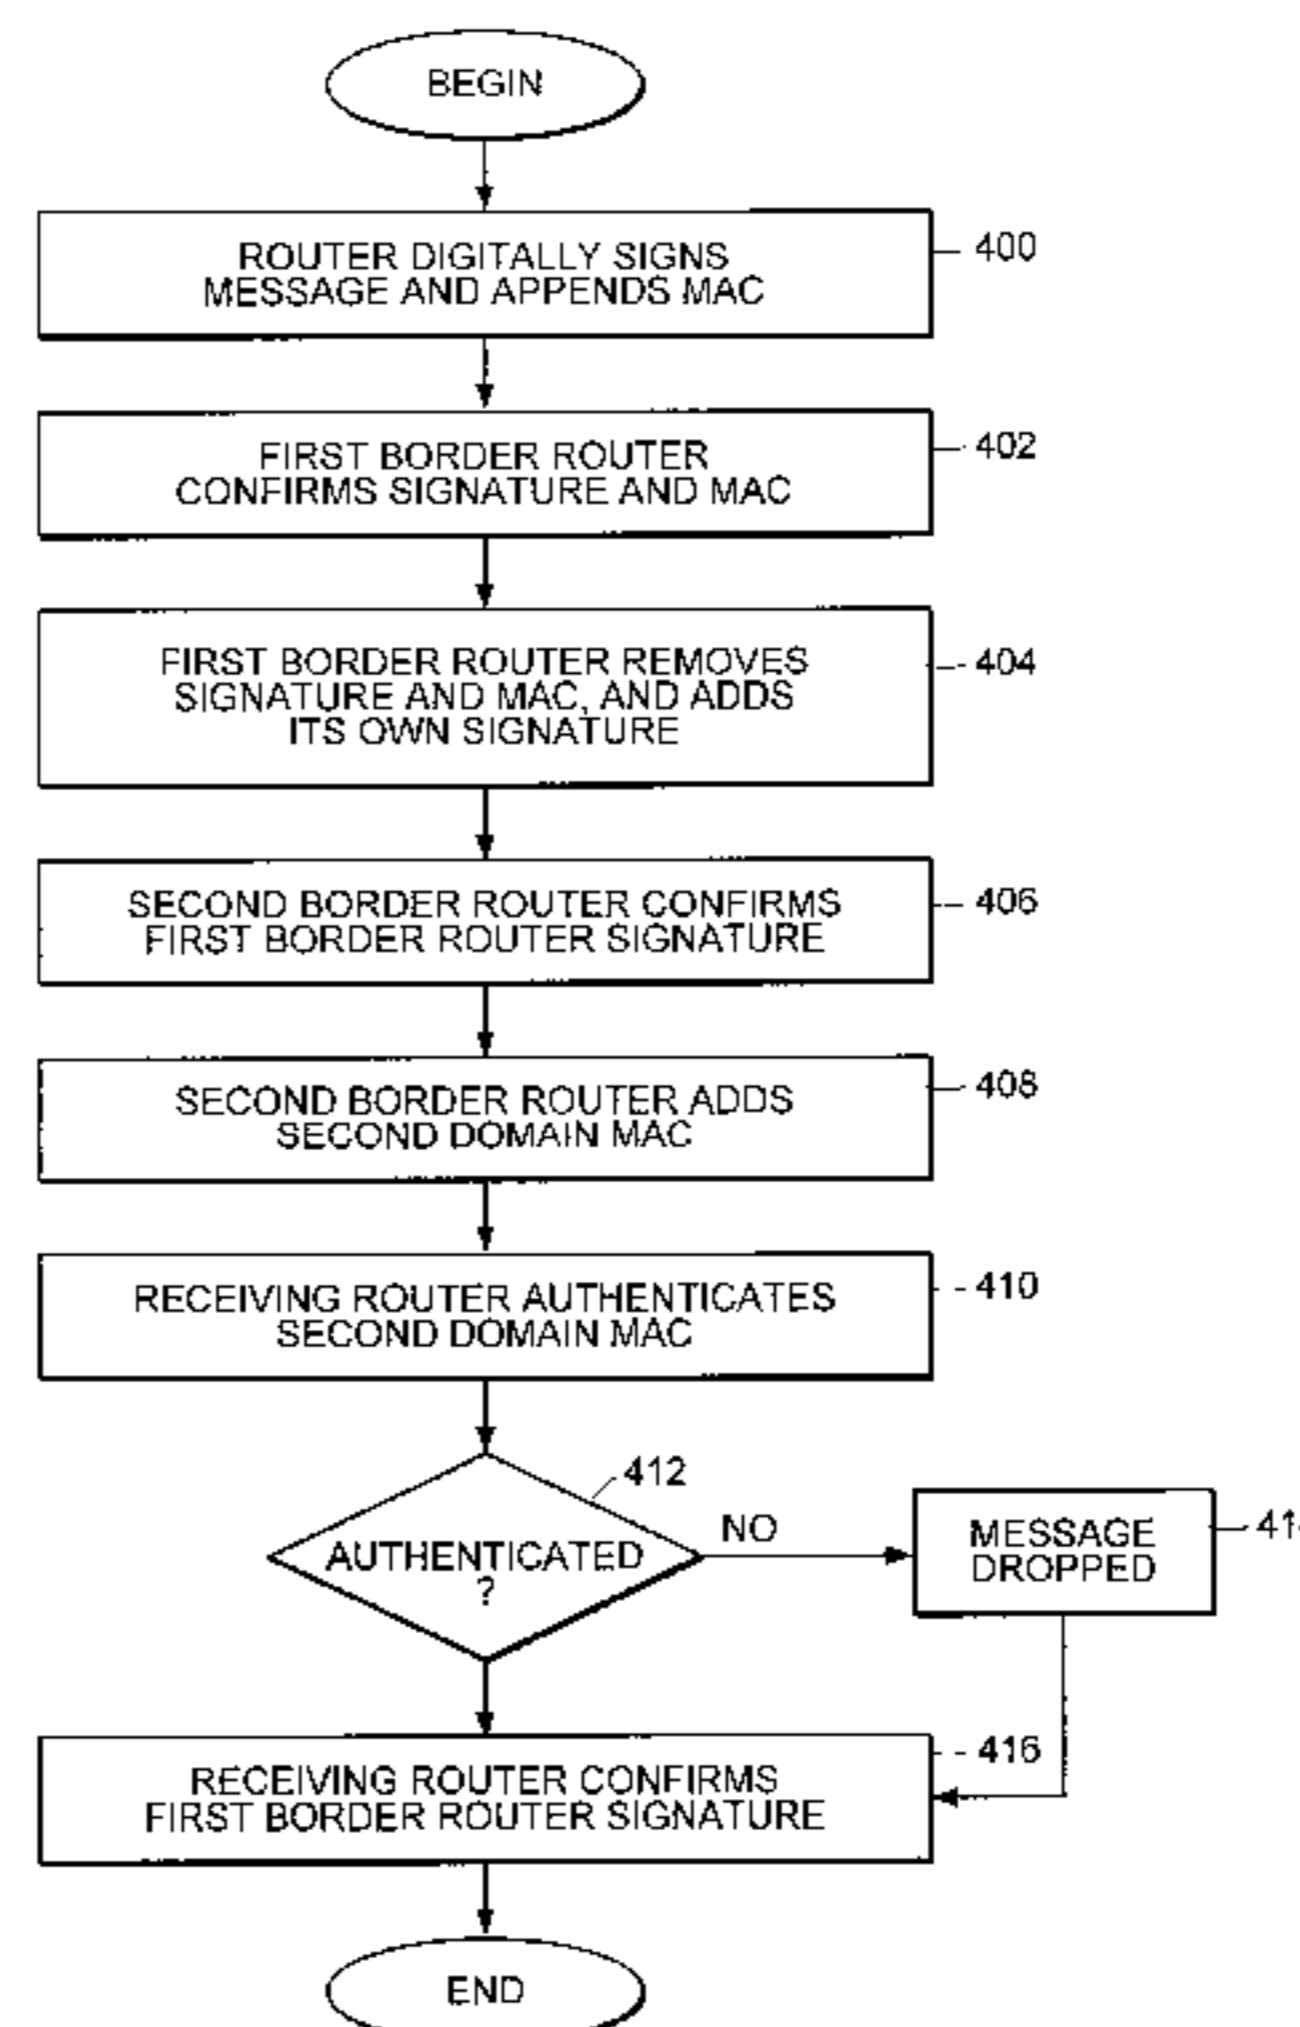 BEGIN
ROUTER DIGITALLY SIGNS
MESSAGE AND APPENDS MAC
400
FIRST BORDER ROUTER
CONFIRMS SIGNATURE AND MAC
402
FIRST BORDER ROUTER REMOVES
SIGNATURE AND MAC, AND ADDS
ITS OWN SIGNATURE
404
SECOND BORDER ROUTER CONFIRMS
FIRST BORDER ROUTER SIGNATURE
406
SECOND BORDER ROUTER ADDS
SECOND DOMAIN MAC
408
RECEIVING ROUTER AUTHENTICATES
SECOND DOMAIN MAC
410
412
AUTHENTICATED
?
NO
MESSAGE
DROPPED
RECEIVING ROUTER CONFIRMS
FIRST BORDER ROUTER SIGNATURE
416
END